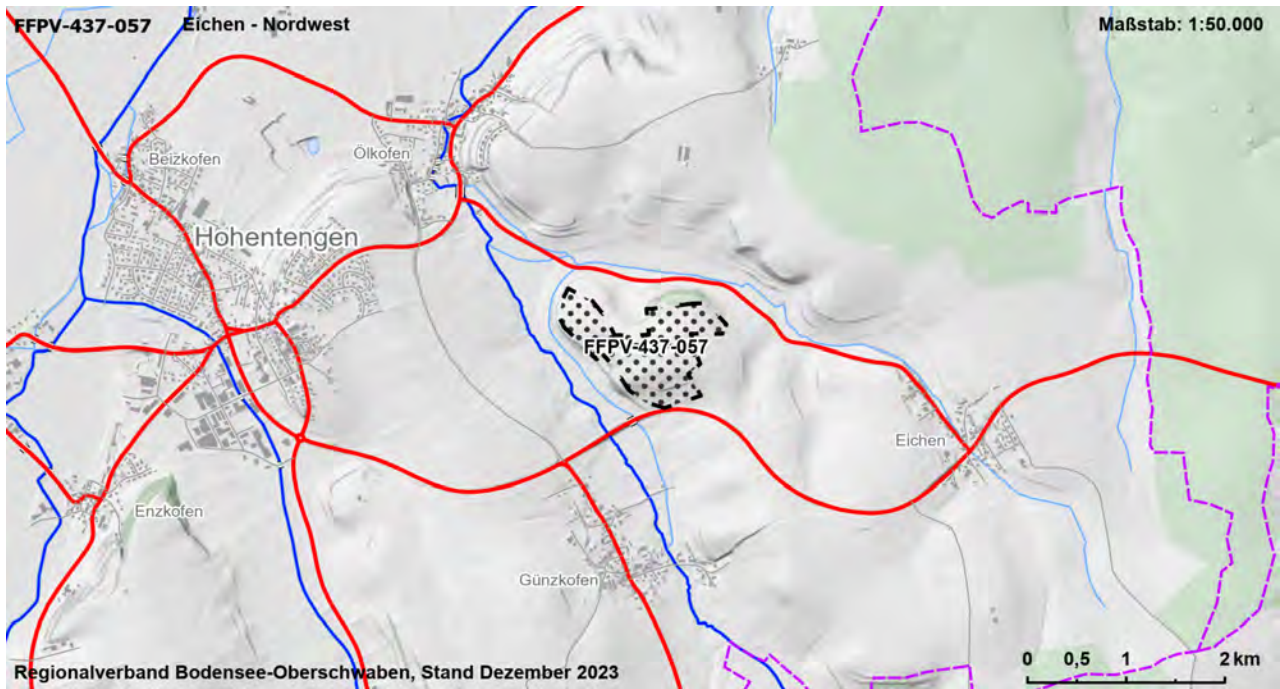 FFPV-437-057 Eichen - Nordwest
Maßstab: 1:50.000
Beizkofen
Ölkofen
Hohentengen
FFPV-437-057
Eichen
Enzkofen
Günzkofen
Regionalverband Bodensee-Oberschwaben, Stand Dezember 2023
0 0,5 1 2 km